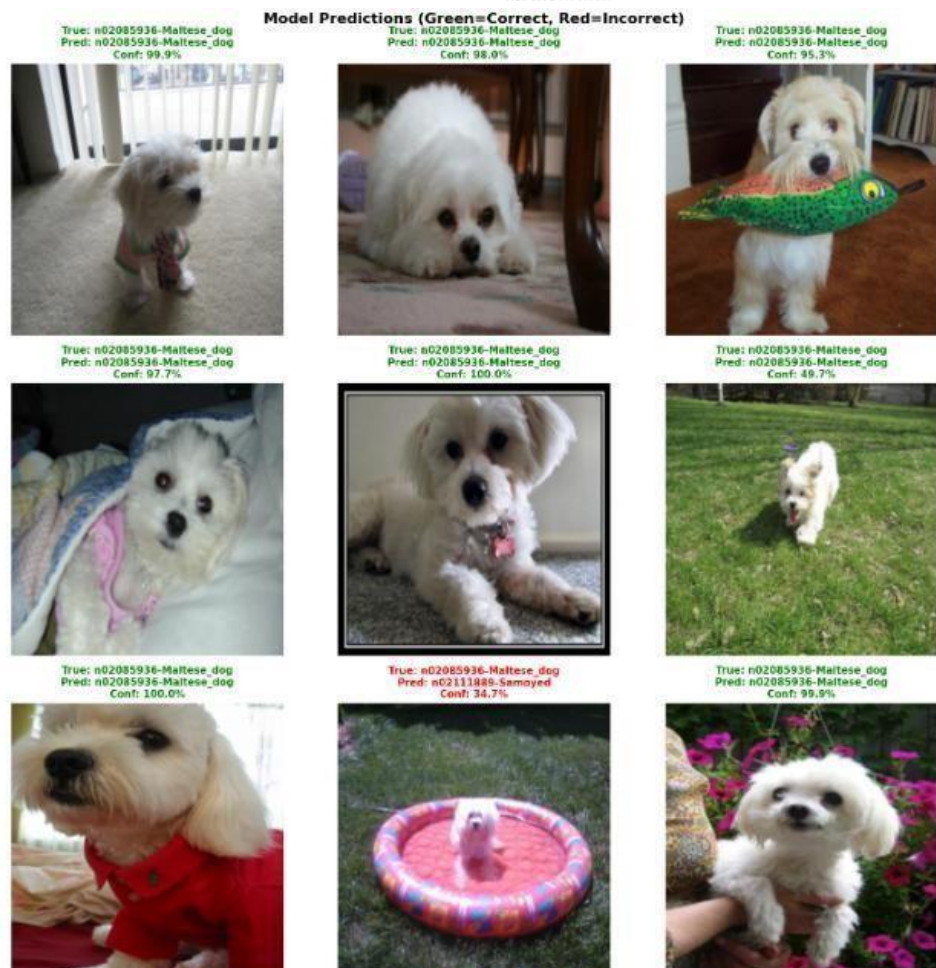 Model Predictions (Green=Correct, Red=Incorrect)
True: n02085936-Maltese_dog
Pred: n02085936-Maltese_dog
Conf: 99.9%
True: n02085936-Maltese_dog
Pred: n02085936-Maltese_dog
Conf: 98.0%
True: n02085936-Maltese_dog
Pred: n02085936-Maltese_dog
Conf: 95.3%
True: n02085936-Maltese_dog
Pred: n02085936-Maltese_dog
Conf: 97.7%
True: n02085936-Maltese_dog
Pred: n02085936-Maltese_dog
Conf: 100.0%
True: n02085936-Maltese_dog
Pred: n02085936-Maltese_dog
Conf: 49.7%
True: n02085936-Maltese_dog
Pred: n02085936-Maltese_dog
Conf: 100.0%
True: n02085936-Maltese_dog
Pred: n02111889-Samoyed
Conf: 34.7%
True: n02085936-Maltese_dog
Pred: n02085936-Maltese_dog
Conf: 99.9%